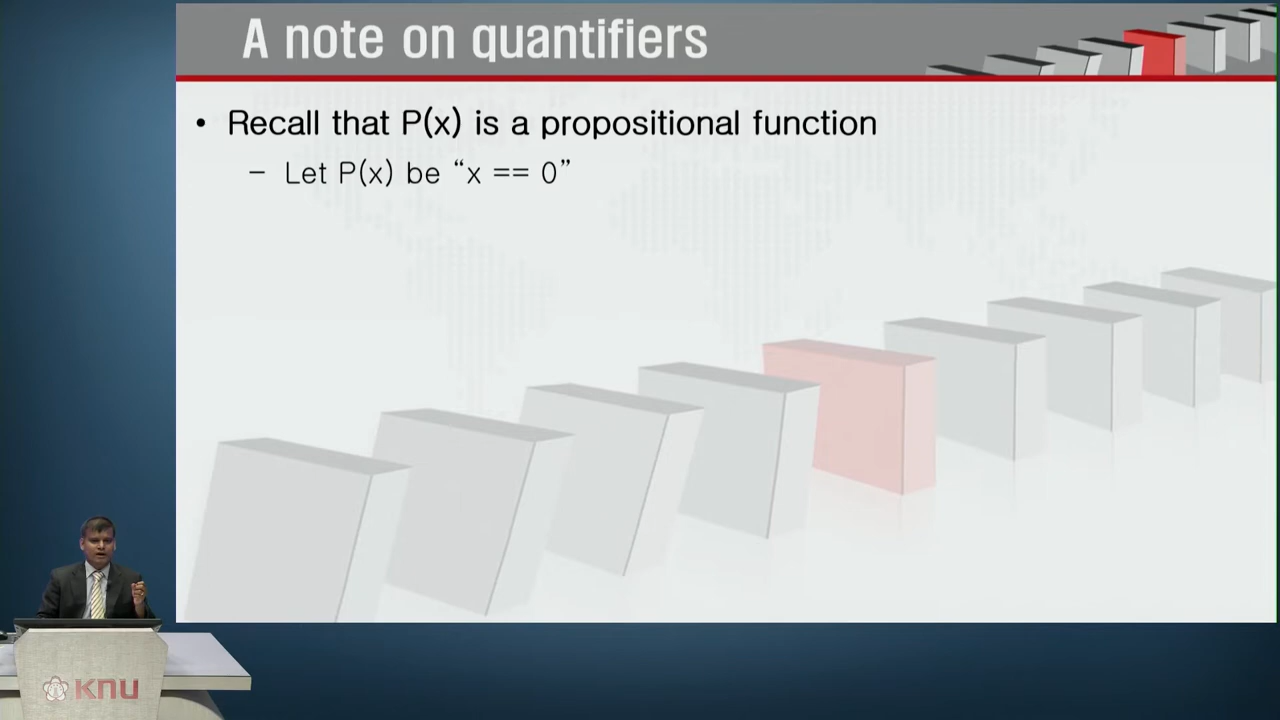 A note on quantifiers
• Recall that P(x) is a propositional function
– Let P(x) be “x == 0”
KNU